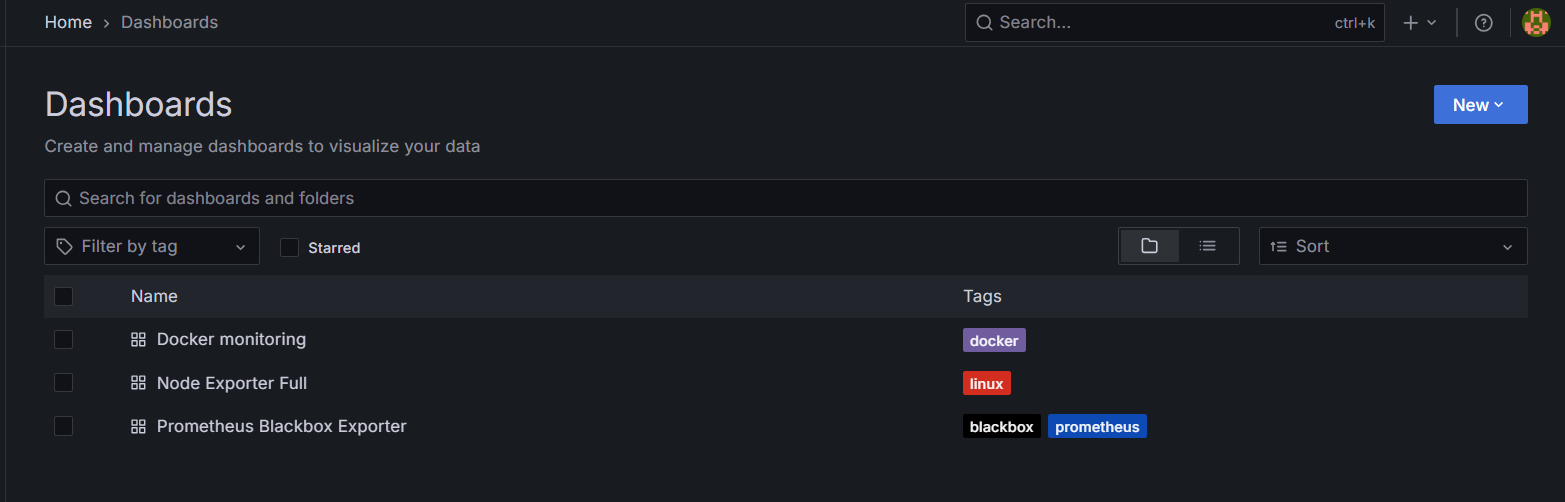 Home › Dashboards
Search... ctrl+k
Dashboards
New
Create and manage dashboards to visualize your data
Search for dashboards and folders
Filter by tag
Starred
Sort
Name Tags
Docker monitoring docker
Node Exporter Full linux
Prometheus Blackbox Exporter blackbox prometheus